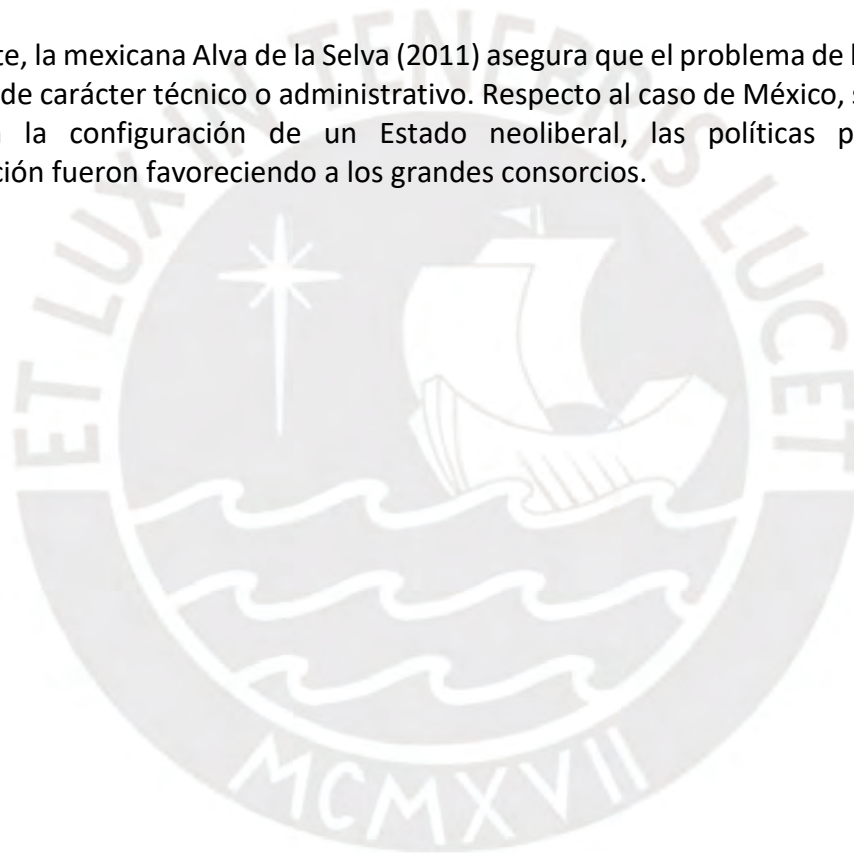 te, la mexicana Alva de la Selva (2011) asegura que el problema de l
de carácter técnico o administrativo. Respecto al caso de México, s
la configuración de un Estado neoliberal, las políticas p
ción fueron favoreciendo a los grandes consorcios.
ET LUX IN TENEBRIS LUCET
MCMXVII